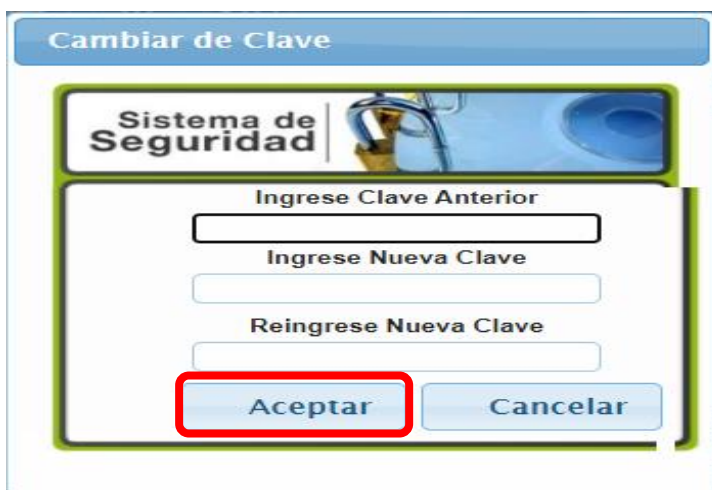 Cambiar de Clave
Sistema de
Seguridad
Ingrese Clave Anterior
Ingrese Nueva Clave
Reingrese Nueva Clave
Aceptar Cancelar